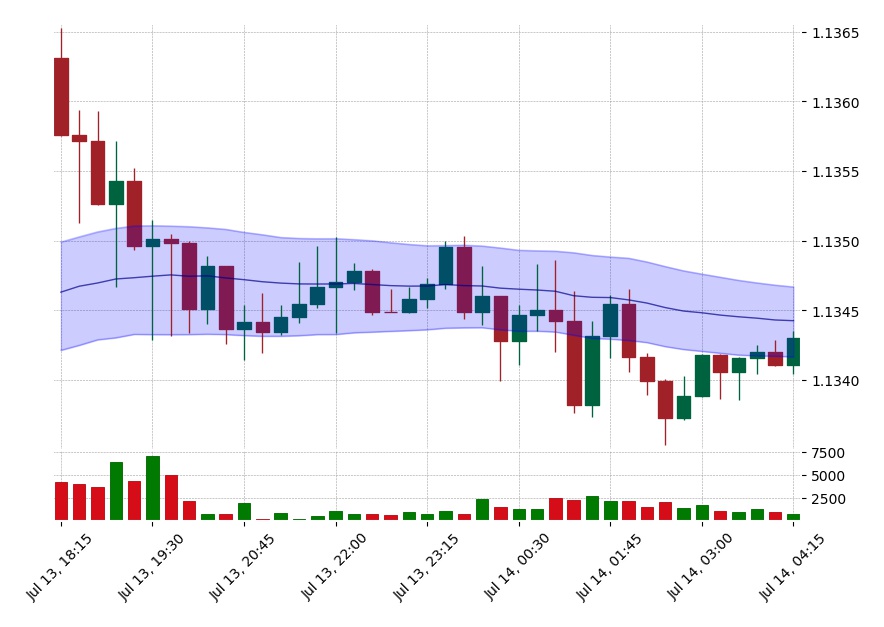 1.1365
1.1360
1.1355
1.1350
1.1345
1.1340
7500
5000
2500
Jul 13, 18:15
Jul 13, 19:30
Jul 13, 20:45
Jul 13, 22:00
Jul 13, 23:15
Jul 14, 00:30
Jul 14, 01:45
Jul 14, 03:00
Jul 14, 04:15